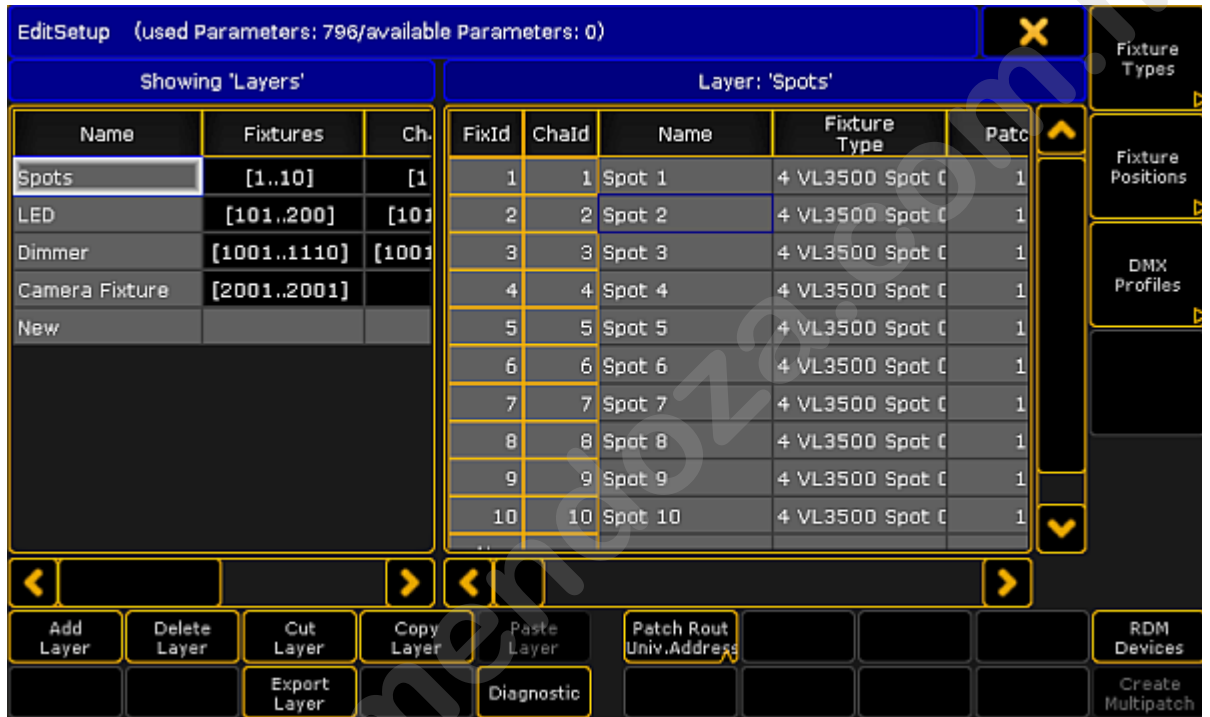 EditSetup (used Parameters: 796/available Parameters: 0)
Fixture
Types
Showing 'Layers'
Layer: 'Spots'
Name Fixtures Ch.
FixId ChaId Name Fixture Type Patc
Spots [1..10] [1
LED [101..200] [101
Dimmer [1001..1110] [1001
Camera Fixture [2001..2001]
New
1 1 Spot 1 4 VL3500 Spot 1
2 2 Spot 2 4 VL3500 Spot 1
3 3 Spot 3 4 VL3500 Spot 1
4 4 Spot 4 4 VL3500 Spot 1
5 5 Spot 5 4 VL3500 Spot 1
6 6 Spot 6 4 VL3500 Spot 1
7 7 Spot 7 4 VL3500 Spot 1
8 8 Spot 8 4 VL3500 Spot 1
9 9 Spot 9 4 VL3500 Spot 1
10 10 Spot 10 4 VL3500 Spot 1
Fixture
Positions
DMX
Profiles
Add
Layer
Delete
Layer
Cut
Layer
Copy
Layer
Paste
Layer
Patch Rout
Univ.Address
RDM
Devices
Export
Layer
Diagnostic
Create
Multipatch
mendoza.com.m